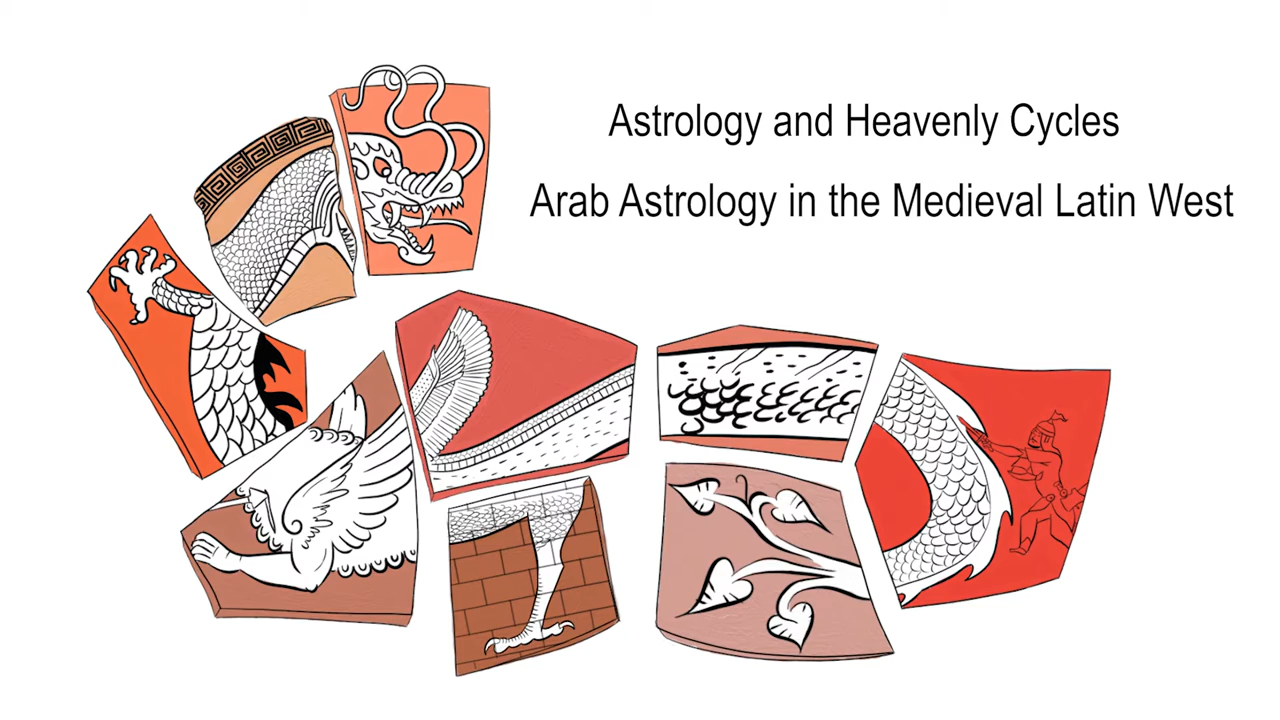 Astrology and Heavenly Cycles
Arab Astrology in the Medieval Latin West